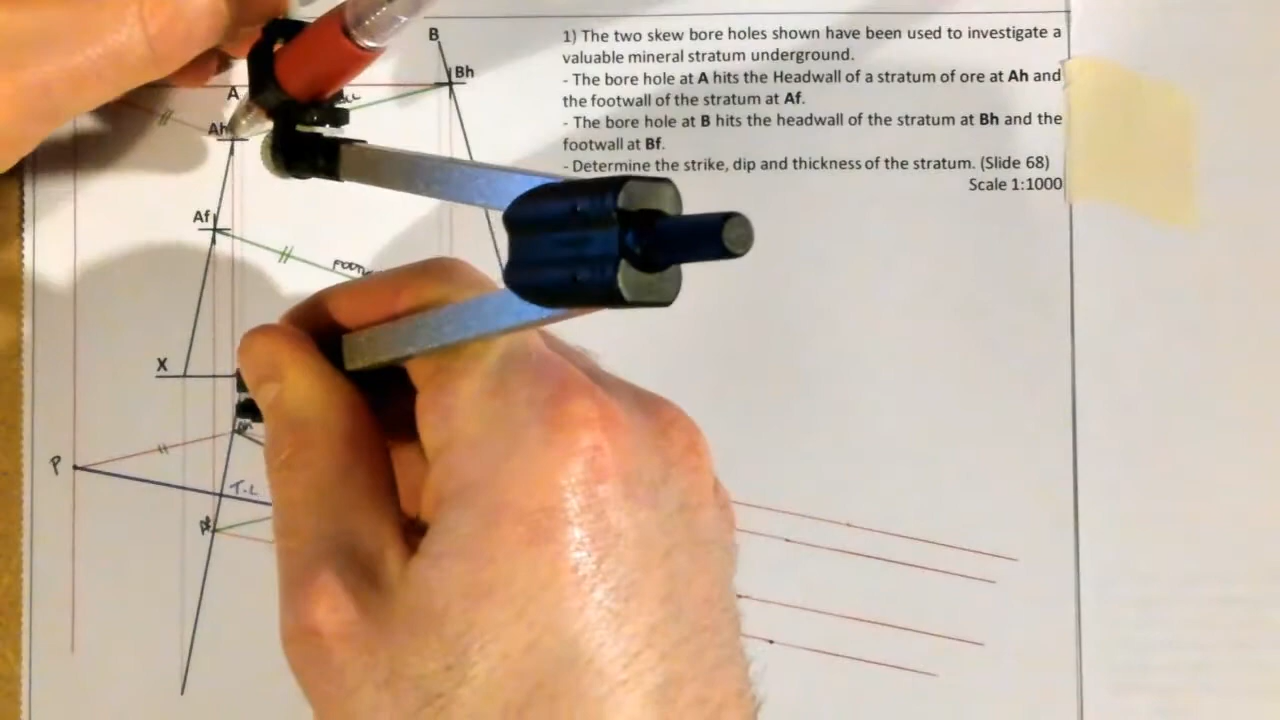 B
1) The two skew bore holes shown have been used to investigate a
valuable mineral stratum underground.
- The bore hole at A hits the Headwall of a stratum of ore at Ah and
the footwall of the stratum at Af.
- The bore hole at B hits the headwall of the stratum at Bh and the
footwall at Bf.
- Determine the strike, dip and thickness of the stratum. (Slide 68)
Scale 1:1000
Bh
A
Ah
Af
X
P
T.L